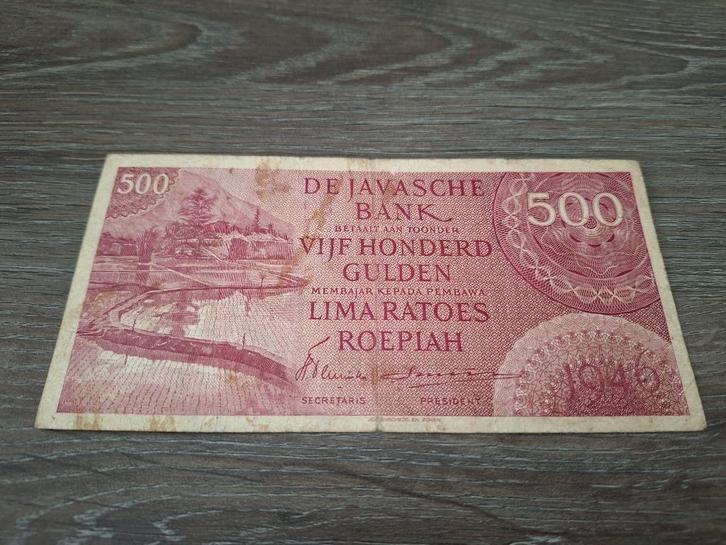 500
DE JAVASCHE
BANK
BETAALT AAN TOONDER
VIJF HONDERD
GULDEN
MEMBAJAR KEPADA PEMBAWA
LIMA RATOES
ROEPIAH
SECRETARIS PRESIDENT
500
1946